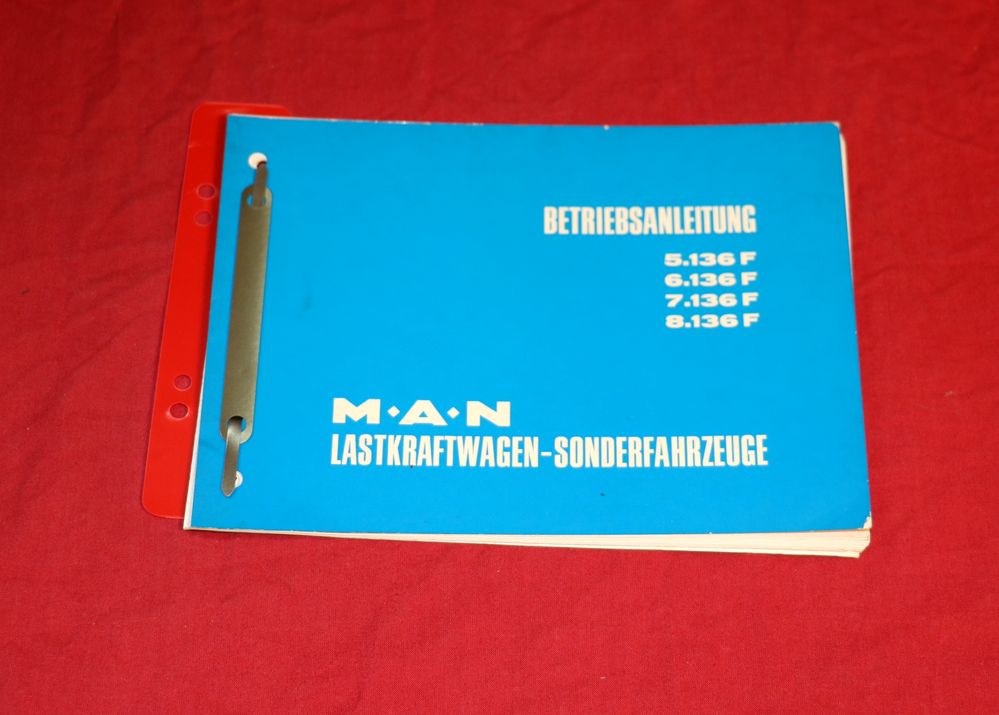 BETRIEBSANLEITUNG
5.136 F
6.136 F
7.136 F
8.136 F
M·A·N
LASTKRAFTWAGEN-SONDERFAHRZEUGE